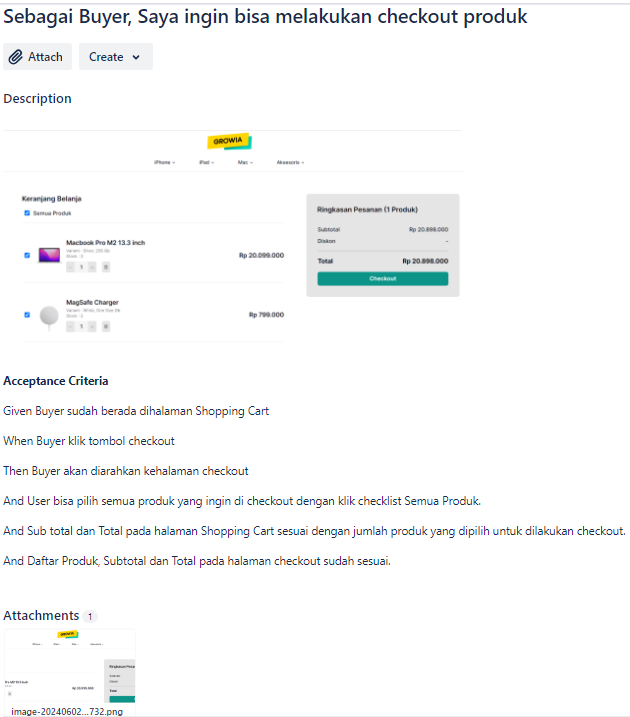 Sebagai Buyer, Saya ingin bisa melakukan checkout produk
Attach
Create
Description
GROWIA
iPhone
iPad
Mac
Aksesoris
Keranjang Belanja
Semua Produk
Macbook Pro M2 13.3 inch
1
Rp 20.099.000
MagSafe Charger
1
Rp 799.000
Ringkasan Pesanan (1 Produk)
Subtotal Rp 20.898.000
Diskon -
Total Rp 20.898.000
Checkout
Acceptance Criteria
Given Buyer sudah berada dihalaman Shopping Cart
When Buyer klik tombol checkout
Then Buyer akan diarahkan kehalaman checkout
And User bisa pilih semua produk yang ingin di checkout dengan klik checklist Semua Produk.
And Sub total dan Total pada halaman Shopping Cart sesuai dengan jumlah produk yang dipilih untuk dilakukan checkout.
And Daftar Produk, Subtotal dan Total pada halaman checkout sudah sesuai.
Attachments 1
GROWIA
image-20240602...732.png